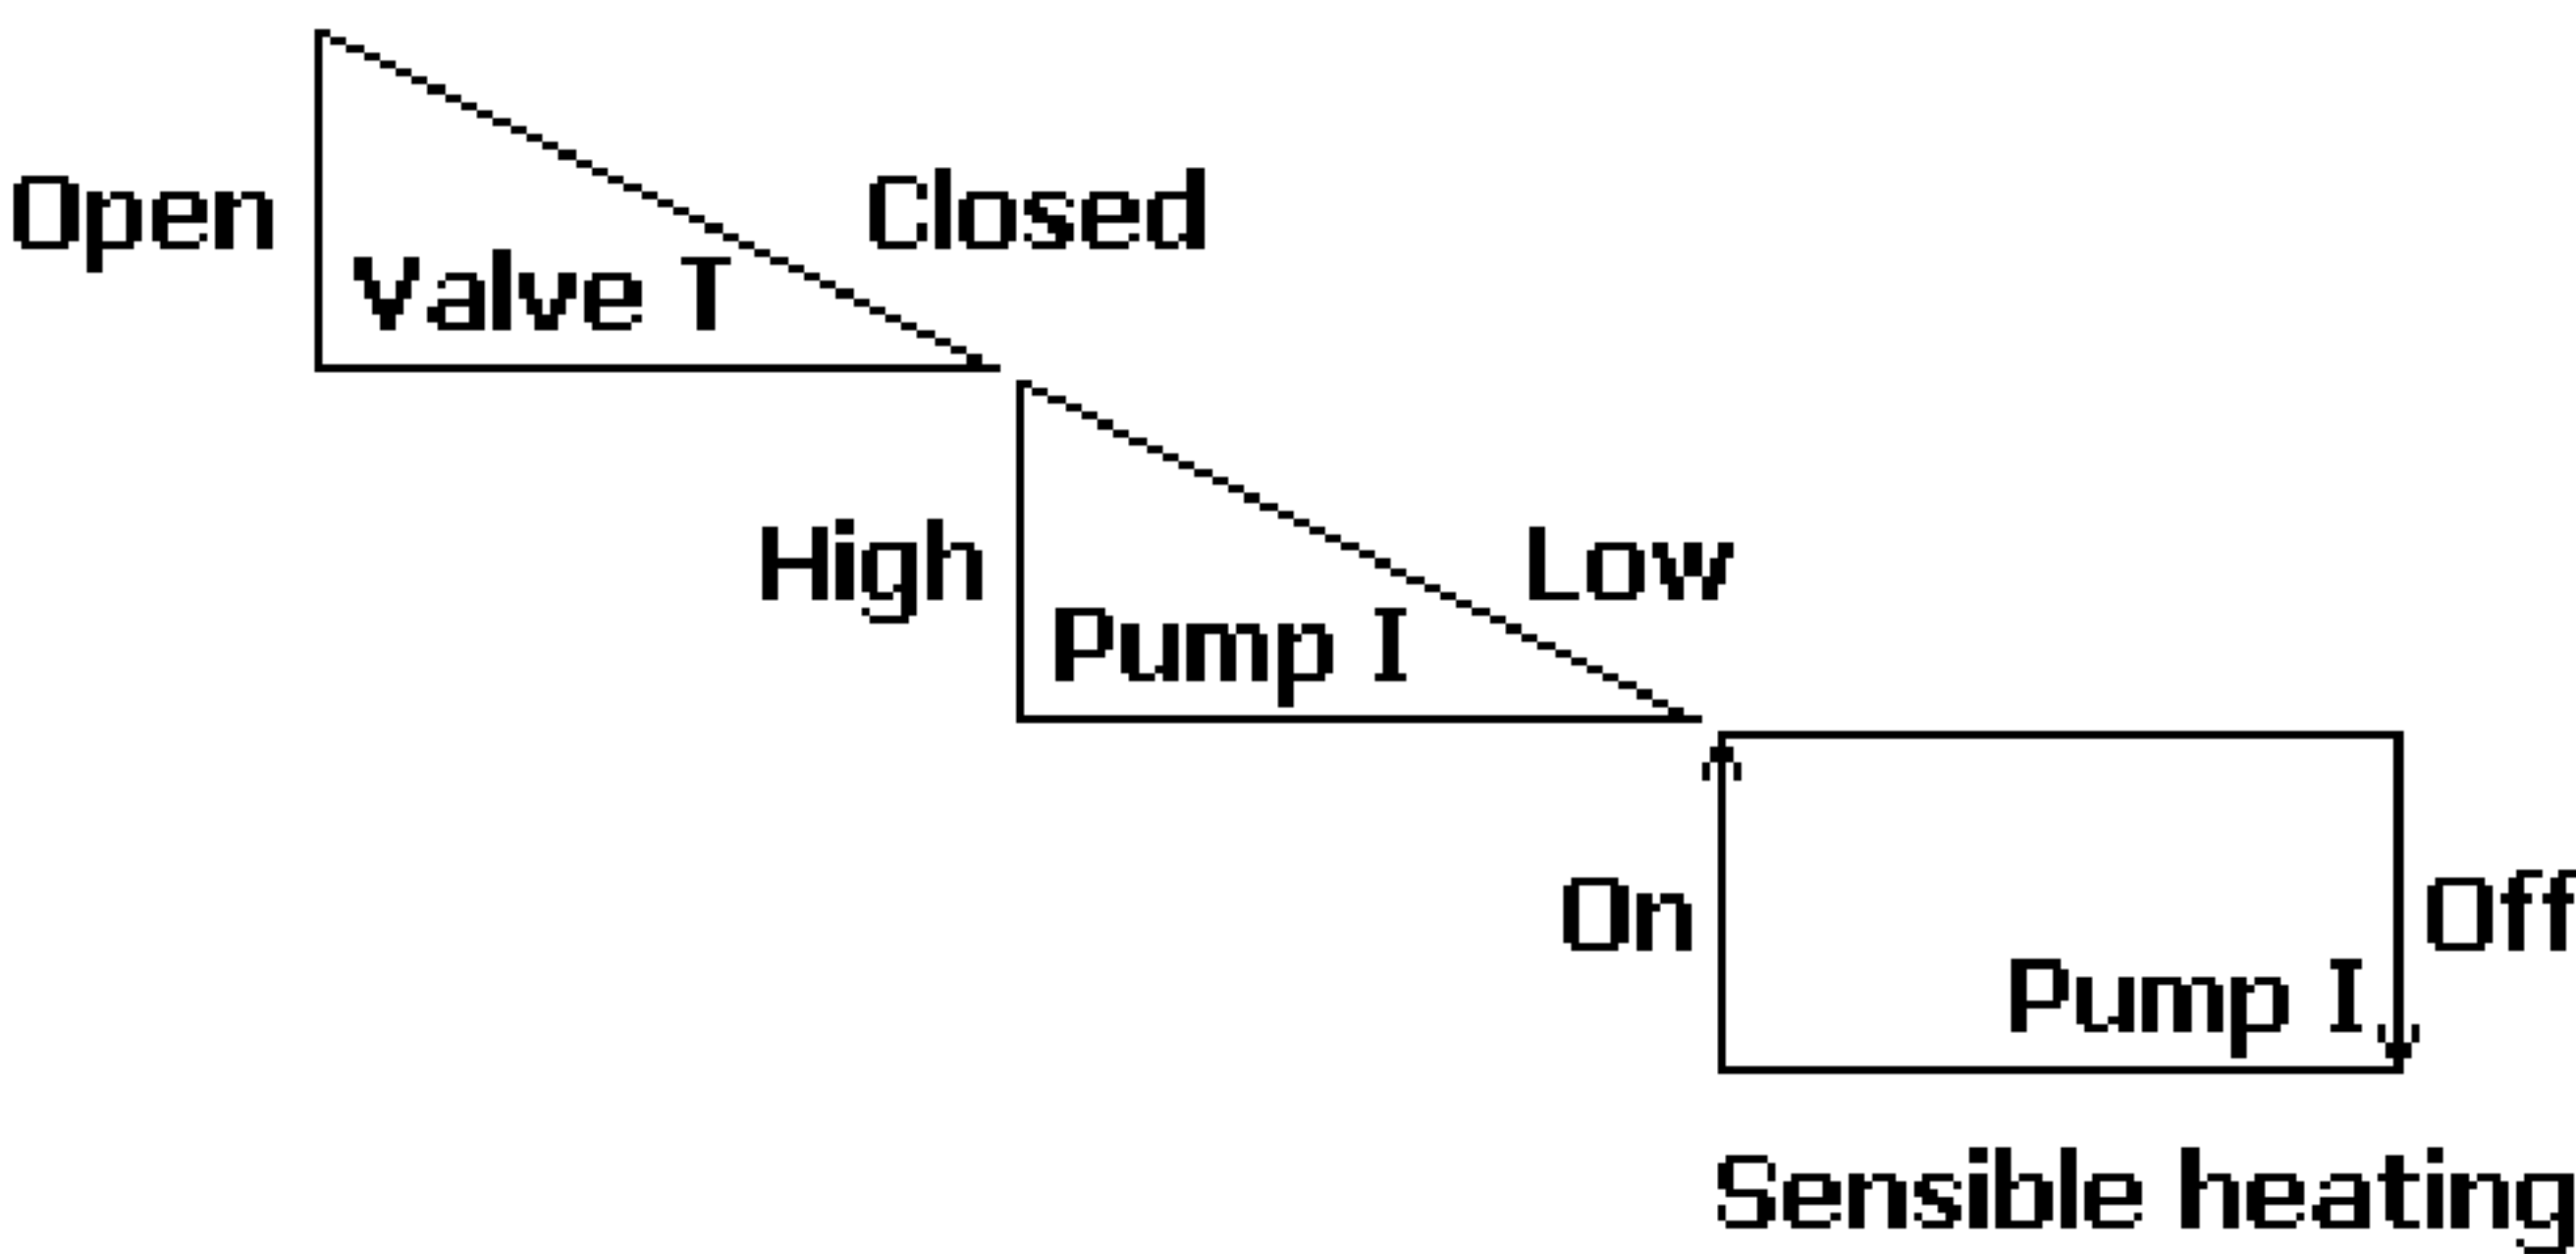 Open
Closed
Valve T
High
Low
Pump I
On
Off
Pump I
Sensible heating